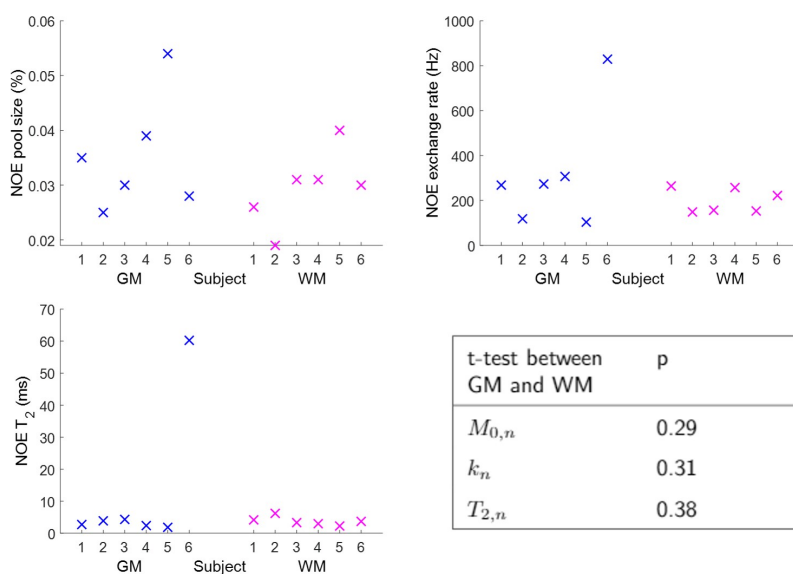 0.06
0.05
0.04
0.03
0.02
NOE pool size (%)
1 2 3 4 5 6 1 2 3 4 5 6
GM Subject WM
1000
800
600
400
200
0
NOE exchange rate (Hz)
1 2 3 4 5 6 1 2 3 4 5 6
GM Subject WM
70
60
50
40
30
20
10
0
NOE T2 (ms)
1 2 3 4 5 6 1 2 3 4 5 6
GM Subject WM
t-test between p
GM and WM
M0,n 0.29
kn 0.31
T2,n 0.38